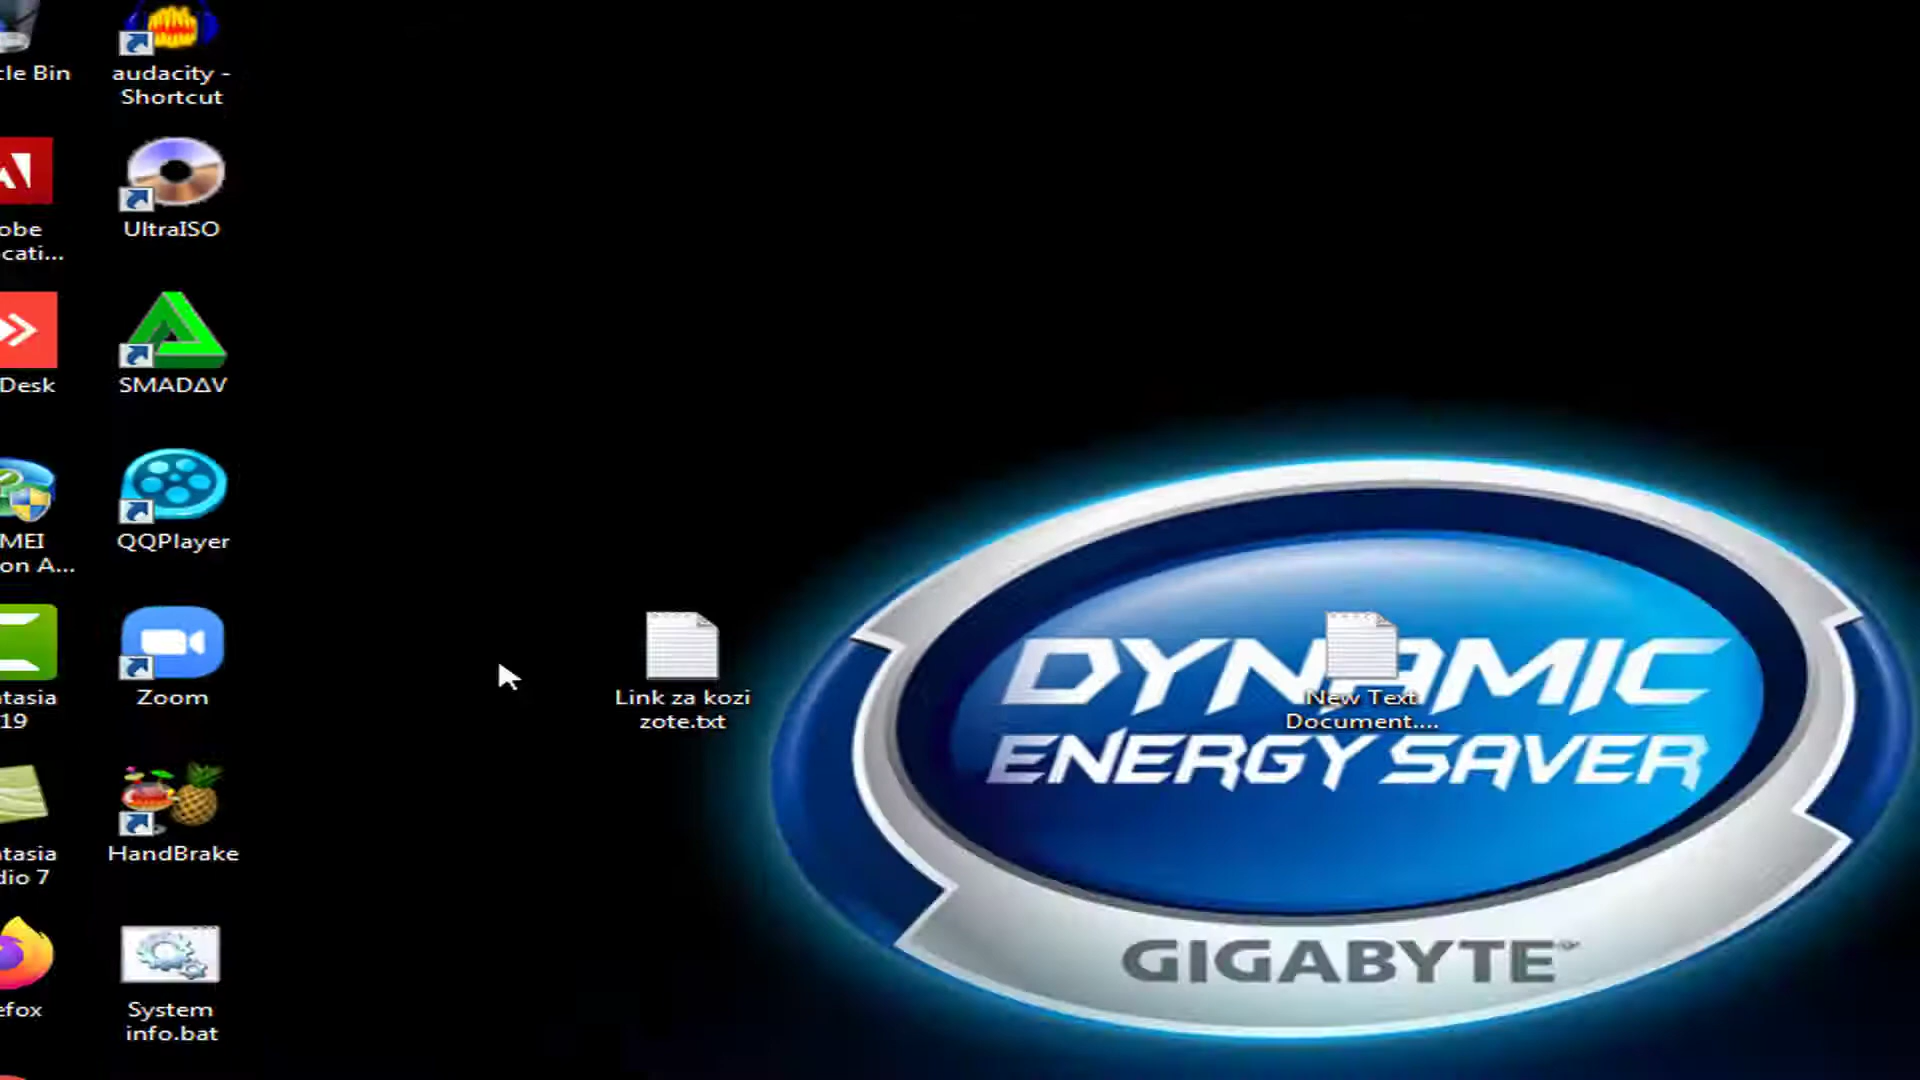 cle Bin
audacity -
Shortcut
obe
cati...
UltraISO
Desk
SMAD∆V
MEI
on A...
QQPlayer
tasia
19
Zoom
Link za kozi
zote.txt
New Text
Document....
tasia
dio 7
HandBrake
efox
System
info.bat
DYNAMIC
ENERGY SAVER
GIGABYTE